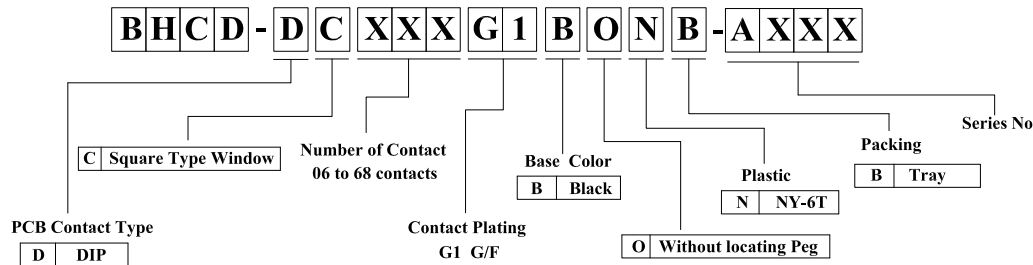 BHCD-DCXXXG1BONB-AXXX
Series No
Number of Contact
06 to 68 contacts
C Square Type Window
Packing
B Tray
Base Color
B Black
Plastic
N NY-6T
PCB Contact Type
D DIP
Contact Plating
G1 G/F
O Without locating Peg